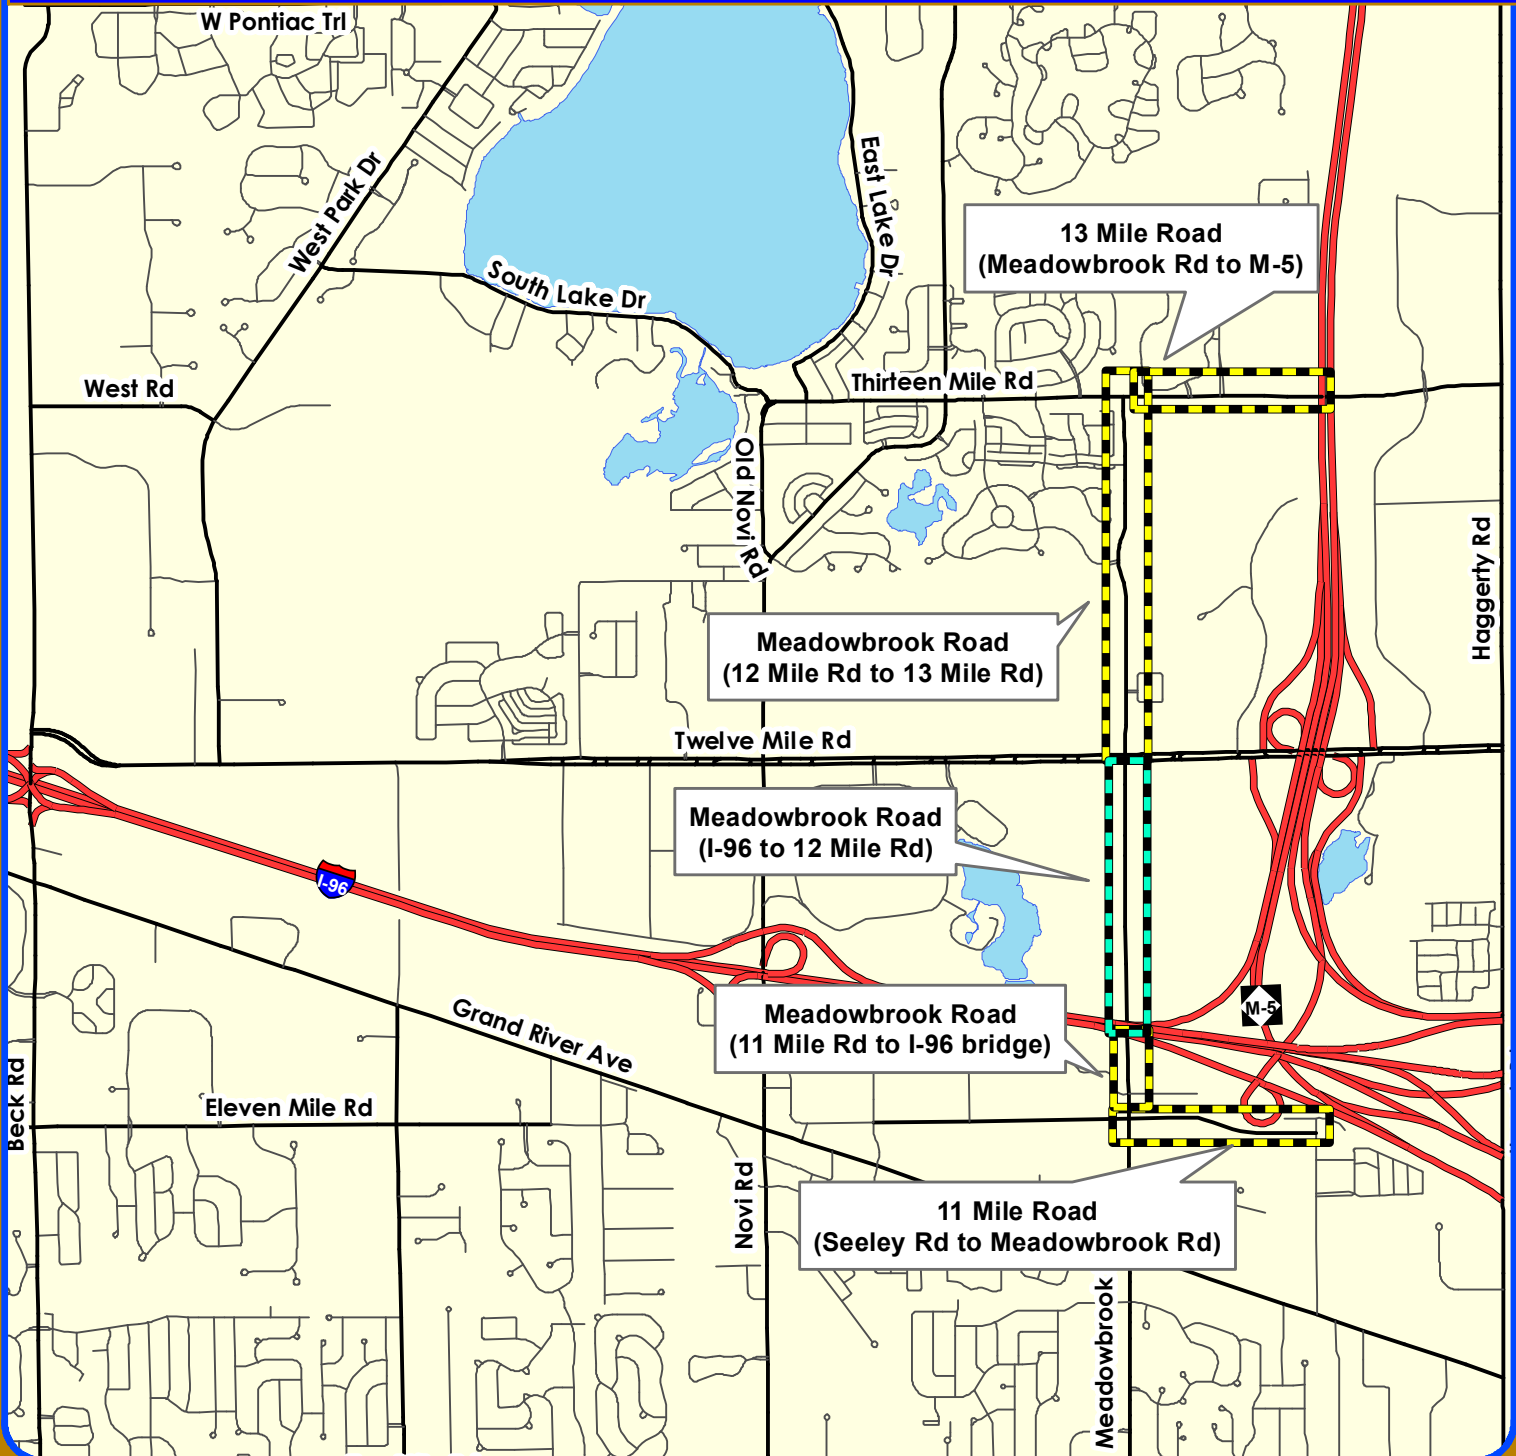 W Pontiac Trl
West Park Dr
East Lake Dr
13 Mile Road
(Meadowbrook Rd to M-5)
South Lake Dr
West Rd
Thirteen Mile Rd
Old Novi Rd
Haggerty Rd
Meadowbrook Road
(12 Mile Rd to 13 Mile Rd)
Twelve Mile Rd
Meadowbrook Road
(I-96 to 12 Mile Rd)
I-96
M-5
Meadowbrook Road
(11 Mile Rd to I-96 bridge)
Grand River Ave
Beck Rd
Eleven Mile Rd
Novi Rd
11 Mile Road
(Seeley Rd to Meadowbrook Rd)
Meadowbrook